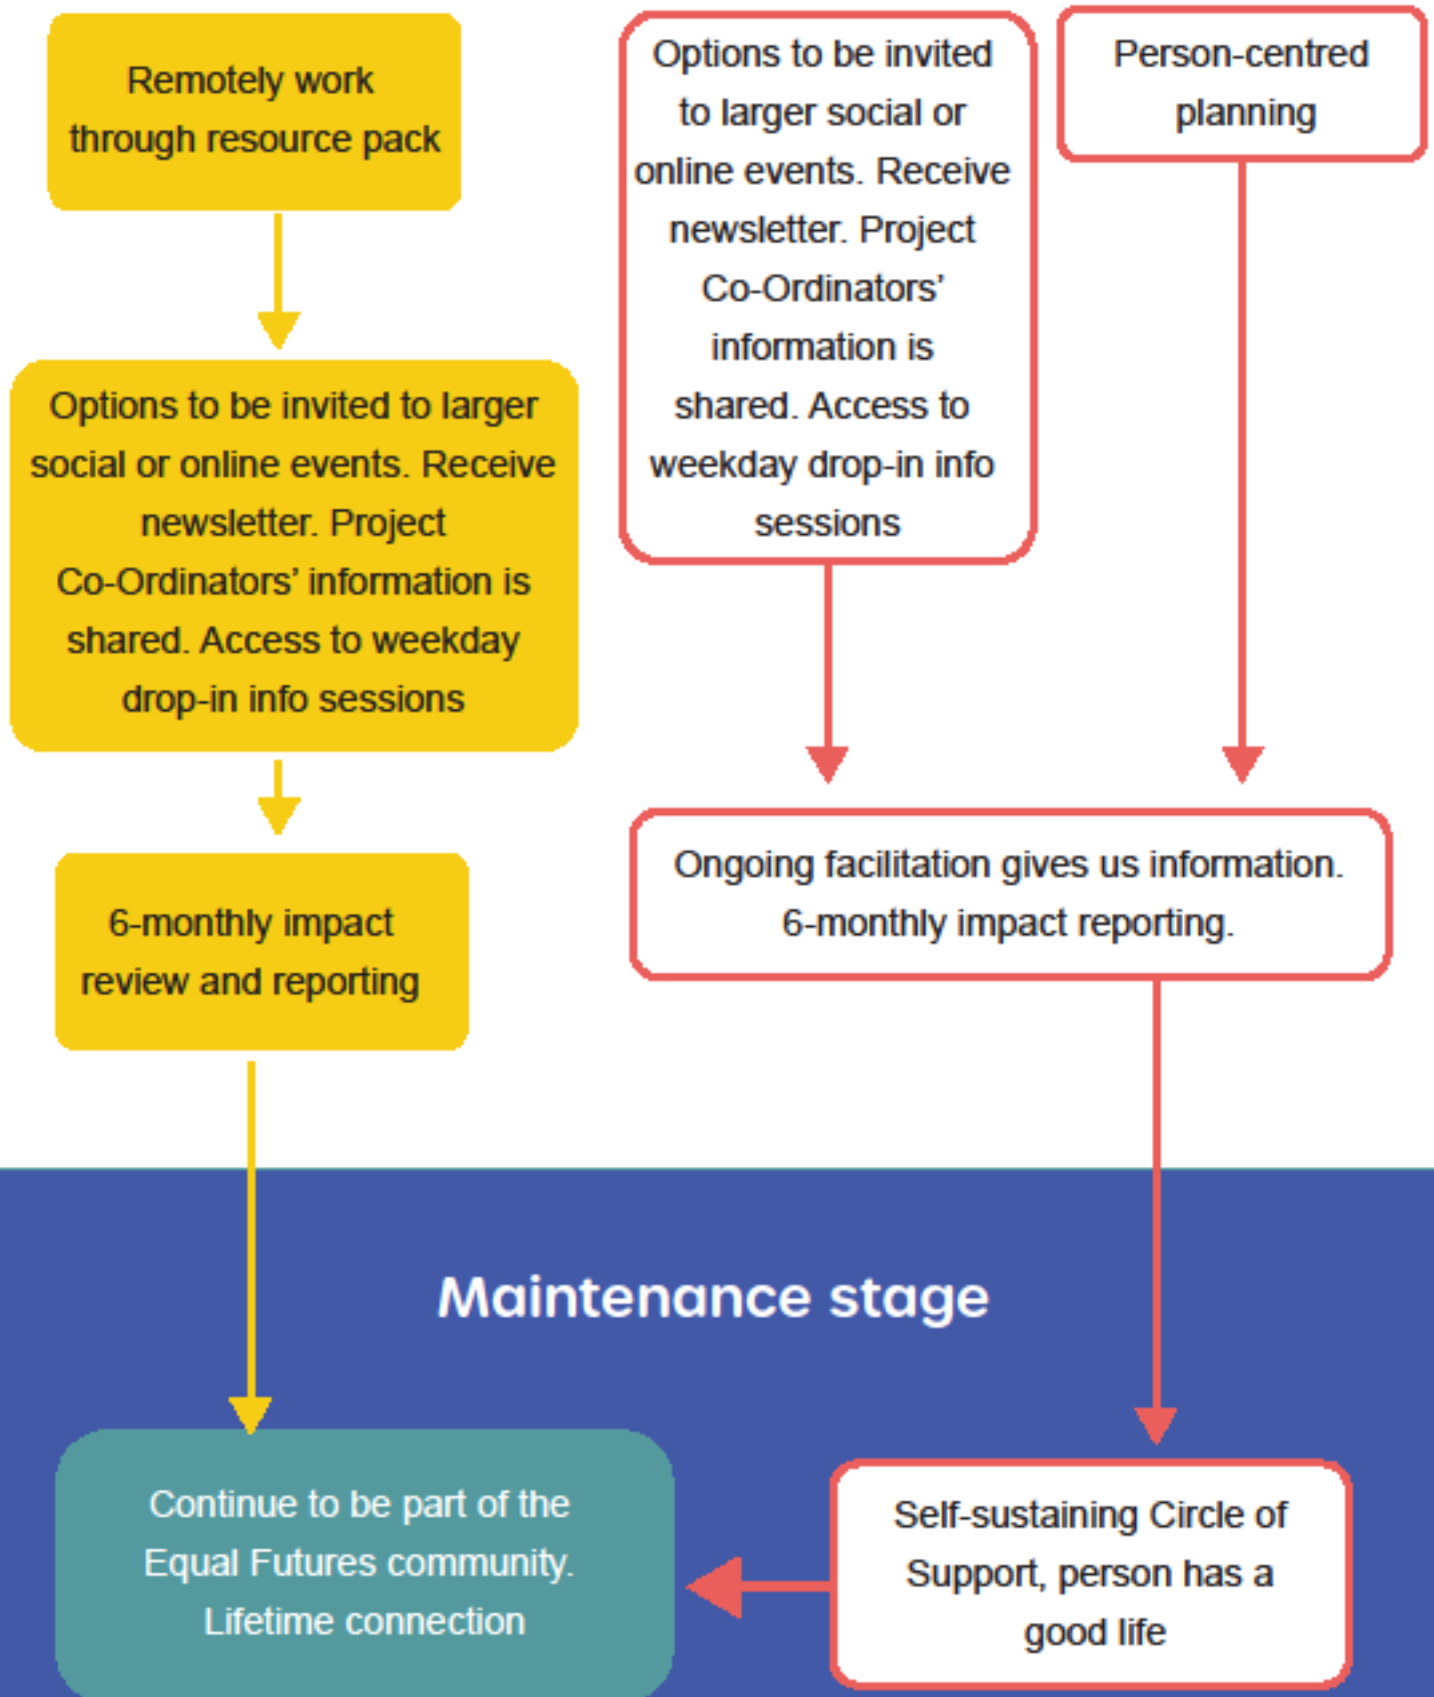 Remotely work
through resource pack
Options to be invited to larger
social or online events. Receive
newsletter. Project
Co-Ordinators’ information is
shared. Access to weekday
drop-in info sessions
6-monthly impact
review and reporting
Options to be invited
to larger social or
online events. Receive
newsletter. Project
Co-Ordinators’
information is
shared. Access to
weekday drop-in info
sessions
Person-centred
planning
Ongoing facilitation gives us information.
6-monthly impact reporting.
Maintenance stage
Continue to be part of the
Equal Futures community.
Lifetime connection
Self-sustaining Circle of
Support, person has a
good life